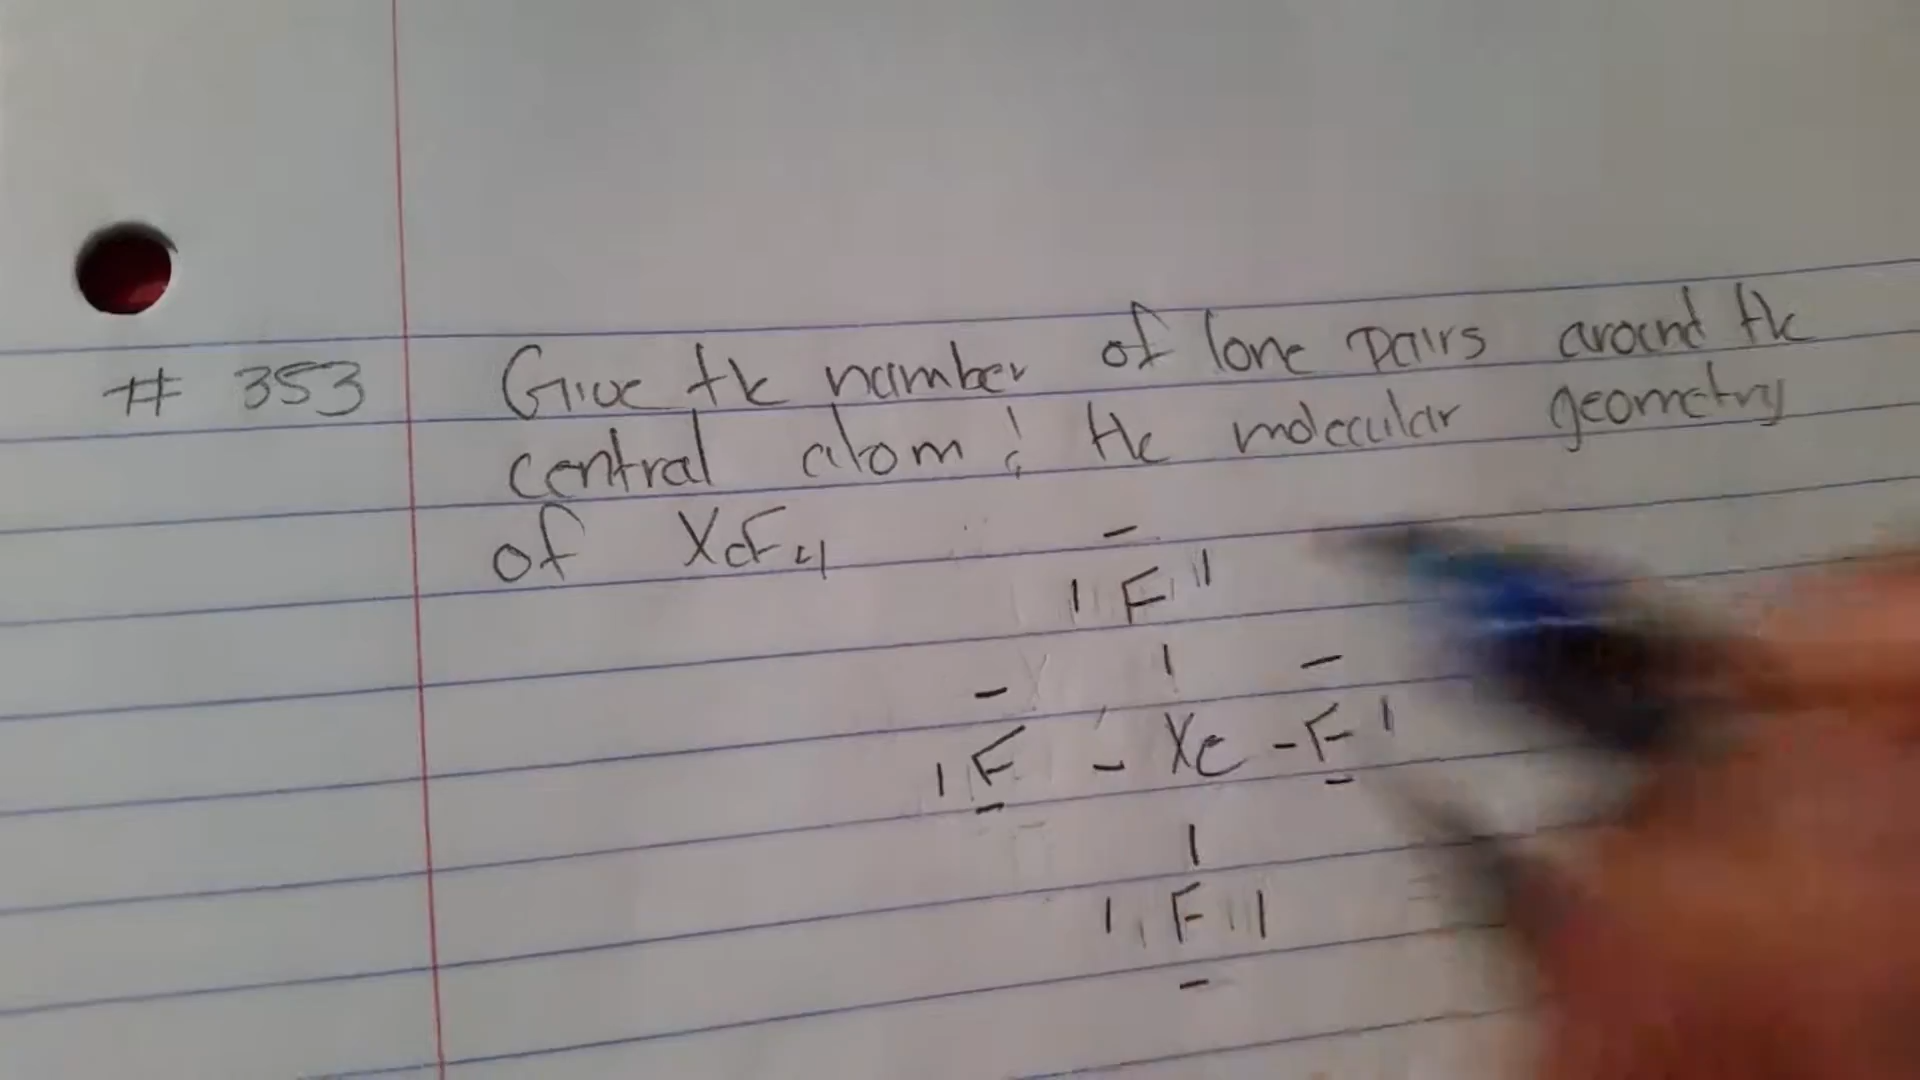 # 353 Give the number of lone pairs around the
central atom & the molecular geometry
of XeF4
F
F - Xe - F
F